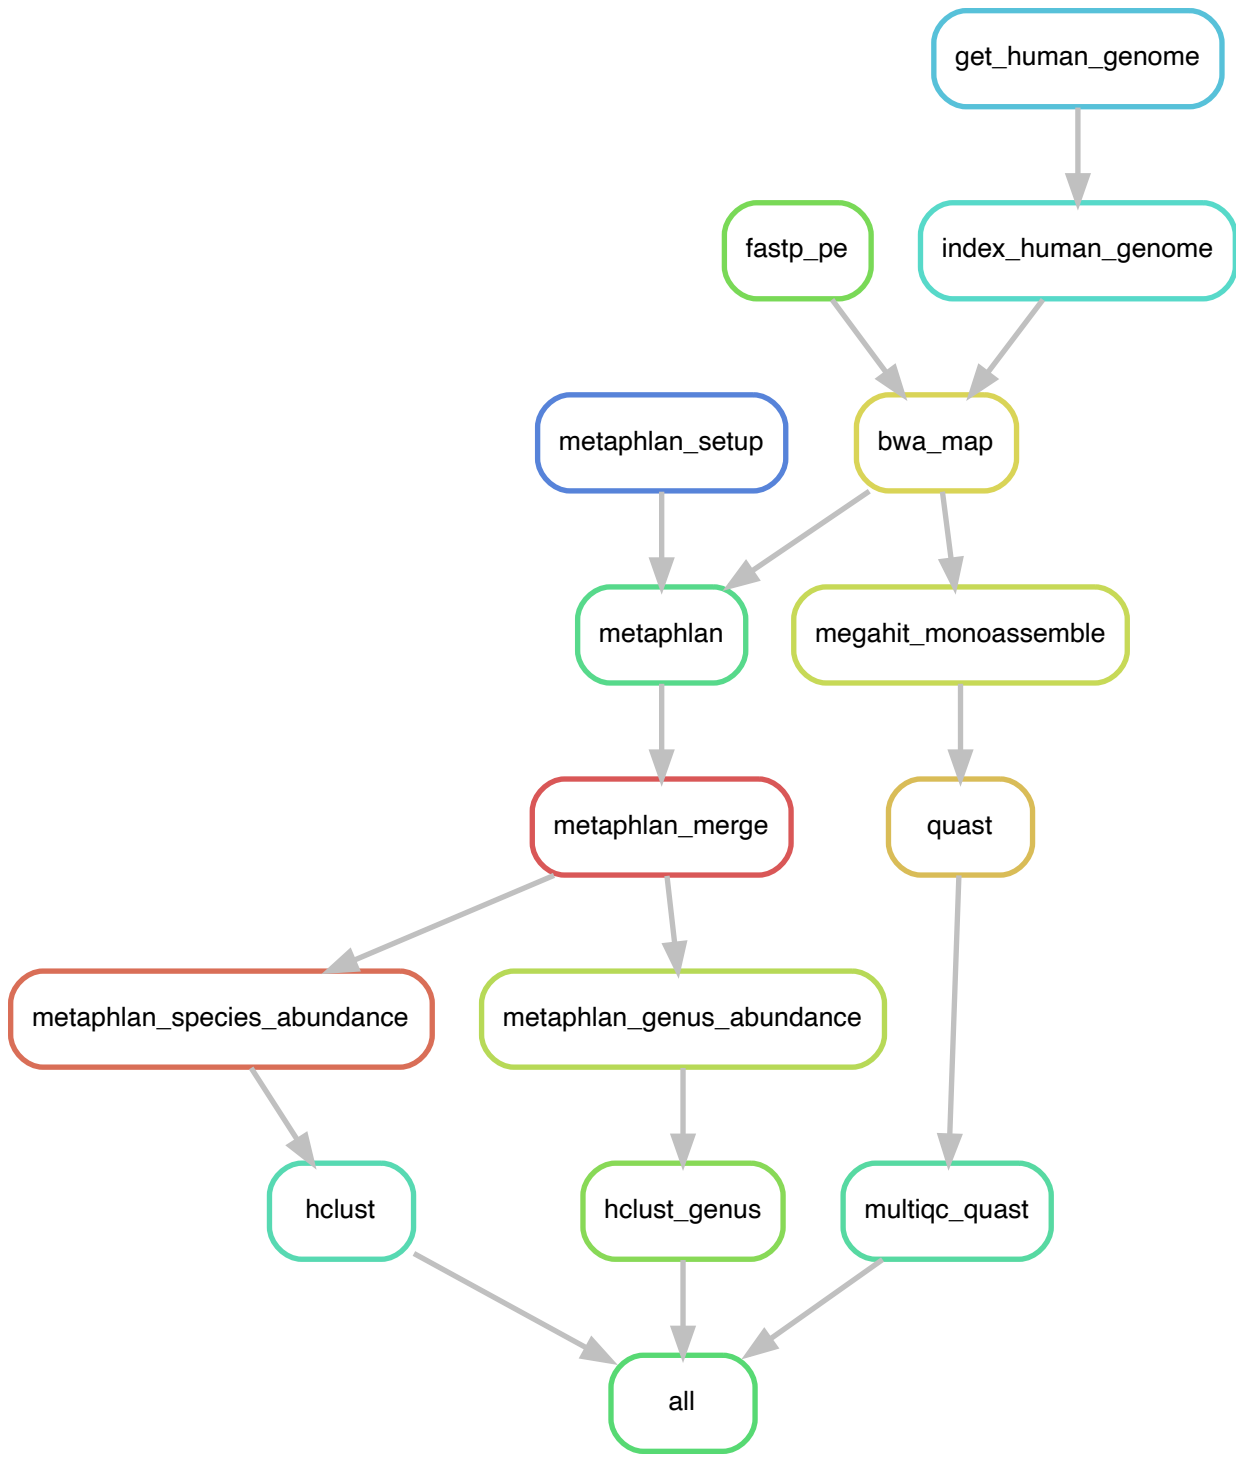 get_human_genome
fastp_pe
index_human_genome
metaphlan_setup
bwa_map
metaphlan
megahit_monoassemble
metaphlan_merge
quast
metaphlan_species_abundance
metaphlan_genus_abundance
hclust
hclust_genus
multiqc_quast
all